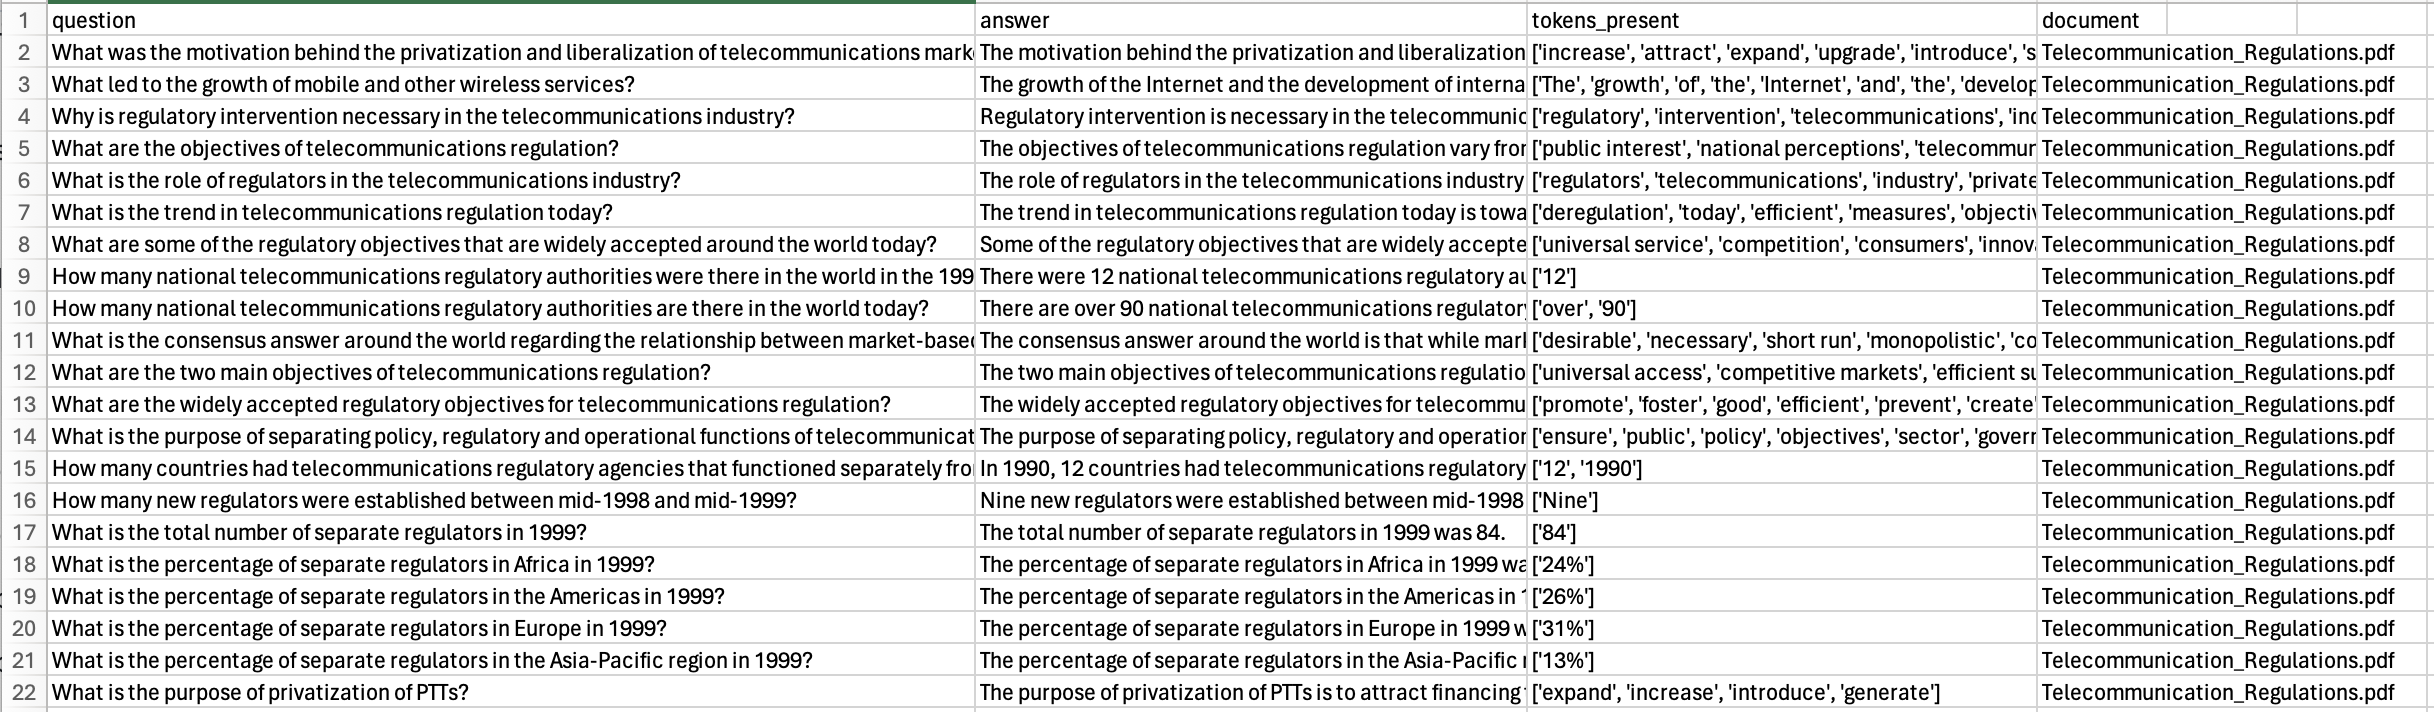 1 question answer tokens_present document
2 What was the motivation behind the privatization and liberalization of telecommunications mark The motivation behind the privatization and liberalization ['increase', 'attract', 'expand', 'upgrade', 'introduce', 's Telecommunication_Regulations.pdf
3 What led to the growth of mobile and other wireless services? The growth of the Internet and the development of interna ['The', 'growth', 'of', 'the', 'Internet', 'and', 'the', 'develop Telecommunication_Regulations.pdf
4 Why is regulatory intervention necessary in the telecommunications industry? Regulatory intervention is necessary in the telecommunic ['regulatory', 'intervention', 'telecommunications', 'ind Telecommunication_Regulations.pdf
5 What are the objectives of telecommunications regulation? The objectives of telecommunications regulation vary from ['public interest', 'national perceptions', 'telecommun Telecommunication_Regulations.pdf
6 What is the role of regulators in the telecommunications industry? The role of regulators in the telecommunications industry ['regulators', 'telecommunications', 'industry', 'private Telecommunication_Regulations.pdf
7 What is the trend in telecommunications regulation today? The trend in telecommunications regulation today is towa ['deregulation', 'today', 'efficient', 'measures', 'objectiv Telecommunication_Regulations.pdf
8 What are some of the regulatory objectives that are widely accepted around the world today? Some of the regulatory objectives that are widely accepte ['universal service', 'competition', 'consumers', 'innova Telecommunication_Regulations.pdf
9 How many national telecommunications regulatory authorities were there in the world in the 199 There were 12 national telecommunications regulatory au ['12'] Telecommunication_Regulations.pdf
10 How many national telecommunications regulatory authorities are there in the world today? There are over 90 national telecommunications regulatory ['over', '90'] Telecommunication_Regulations.pdf
11 What is the consensus answer around the world regarding the relationship between market-based The consensus answer around the world is that while mark ['desirable', 'necessary', 'short run', 'monopolistic', 'co Telecommunication_Regulations.pdf
12 What are the two main objectives of telecommunications regulation? The two main objectives of telecommunications regulatio ['universal access', 'competitive markets', 'efficient su Telecommunication_Regulations.pdf
13 What are the widely accepted regulatory objectives for telecommunications regulation? The widely accepted regulatory objectives for telecommu ['promote', 'foster', 'good', 'efficient', 'prevent', 'create' Telecommunication_Regulations.pdf
14 What is the purpose of separating policy, regulatory and operational functions of telecommunicat The purpose of separating policy, regulatory and operation ['ensure', 'public', 'policy', 'objectives', 'sector', 'govern Telecommunication_Regulations.pdf
15 How many countries had telecommunications regulatory agencies that functioned separately fro In 1990, 12 countries had telecommunications regulatory ['12', '1990'] Telecommunication_Regulations.pdf
16 How many new regulators were established between mid-1998 and mid-1999? Nine new regulators were established between mid-1998 ['Nine'] Telecommunication_Regulations.pdf
17 What is the total number of separate regulators in 1999? The total number of separate regulators in 1999 was 84. ['84'] Telecommunication_Regulations.pdf
18 What is the percentage of separate regulators in Africa in 1999? The percentage of separate regulators in Africa in 1999 wa ['24%'] Telecommunication_Regulations.pdf
19 What is the percentage of separate regulators in the Americas in 1999? The percentage of separate regulators in the Americas in 1 ['26%'] Telecommunication_Regulations.pdf
20 What is the percentage of separate regulators in Europe in 1999? The percentage of separate regulators in Europe in 1999 w ['31%'] Telecommunication_Regulations.pdf
21 What is the percentage of separate regulators in the Asia-Pacific region in 1999? The percentage of separate regulators in the Asia-Pacific r ['13%'] Telecommunication_Regulations.pdf
22 What is the purpose of privatization of PTTs? The purpose of privatization of PTTs is to attract financing ['expand', 'increase', 'introduce', 'generate'] Telecommunication_Regulations.pdf